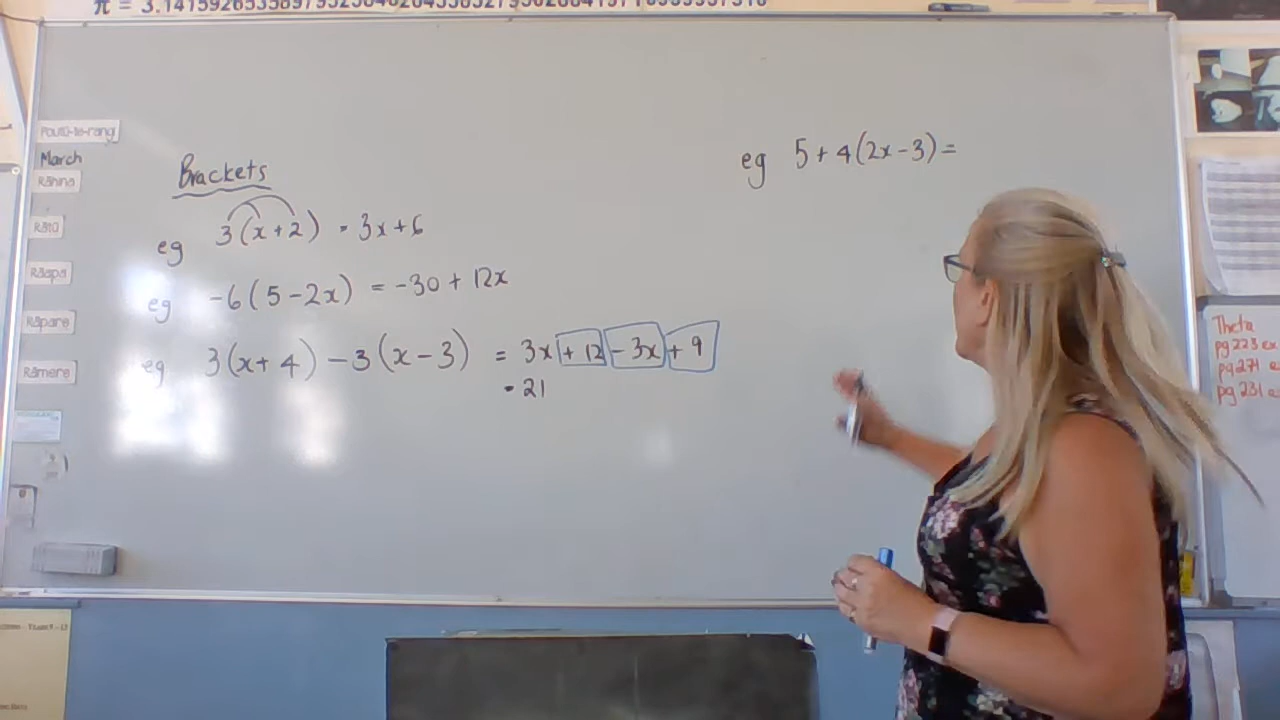 Poutū-te-rangi
March
Rāhina
Rātū
Rāapa
Rāpare
Rāmere
Brackets
eg 3(x+2) = 3x+6
eg -6(5-2x) = -30+12x
eg 3(x+4)-3(x-3) = 3x+12-3x+9
= 21
eg 5+4(2x-3)=
Theta
pg 223 ex
pg 271 e
pg 231 e